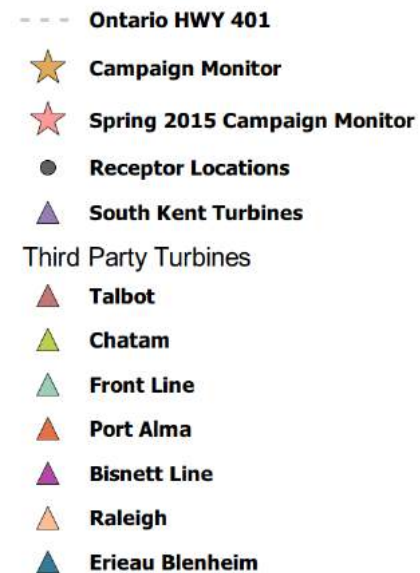 Ontario HWY 401
Campaign Monitor
Spring 2015 Campaign Monitor
Receptor Locations
South Kent Turbines
Third Party Turbines
Talbot
Chatam
Front Line
Port Alma
Bisnett Line
Raleigh
Erieau Blenheim